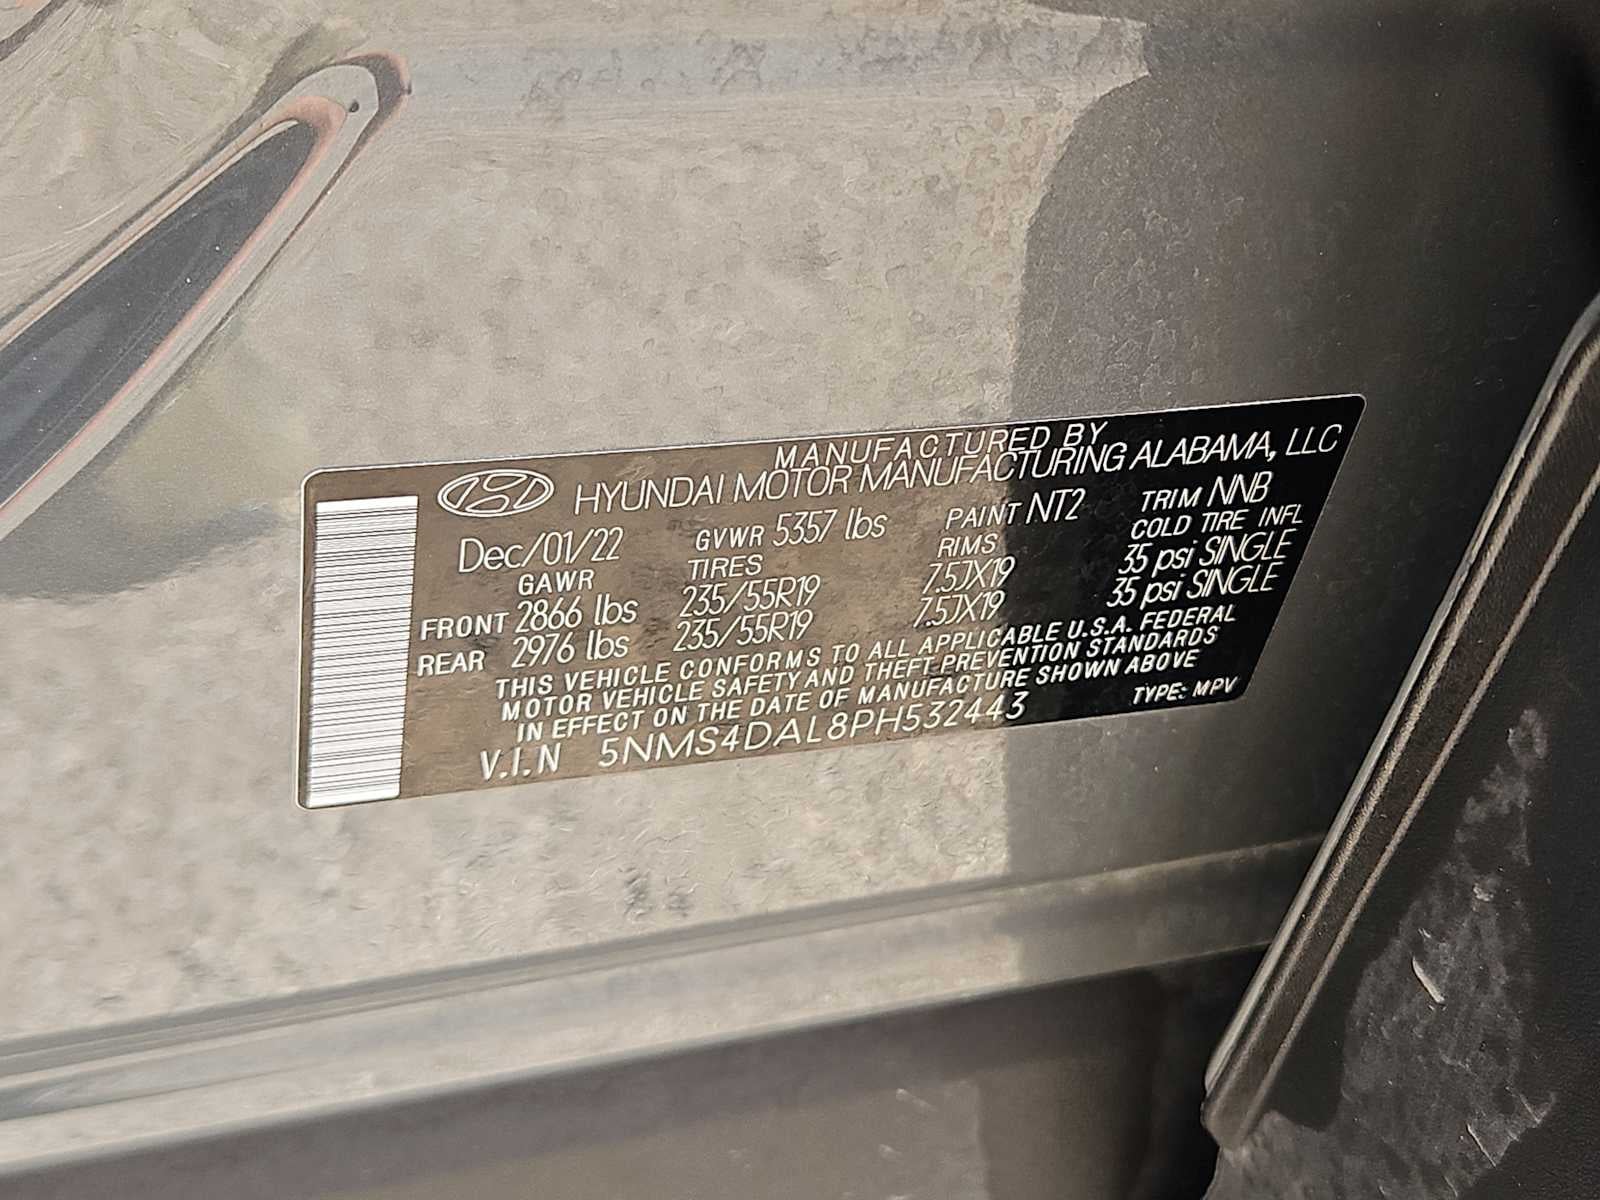 MANUFACTURED BY
HYUNDAI MOTOR MANUFACTURING ALABAMA, LLC
Dec/01/22 GVWR 5357 lbs PAINT NT2 TRIM NNB
GAWR TIRES RIMS COLD TIRE INFL
FRONT 2866 lbs 235/55R19 7.5JX19 35 psi SINGLE
REAR 2976 lbs 235/55R19 7.5JX19 35 psi SINGLE
THIS VEHICLE CONFORMS TO ALL APPLICABLE U.S.A. FEDERAL
MOTOR VEHICLE SAFETY AND THEFT PREVENTION STANDARDS
IN EFFECT ON THE DATE OF MANUFACTURE SHOWN ABOVE
V.I.N 5NMS4DAL8PH532443 TYPE: MPV